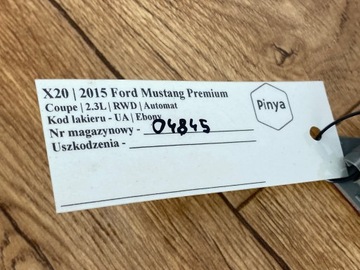 X20 | 2015 Ford Mustang Premium
Coupe | 2.3L | RWD | Automat
Kod lakieru - UA | Ebony
Nr magazynowy - 04845
Uszkodzenia -
Pinya